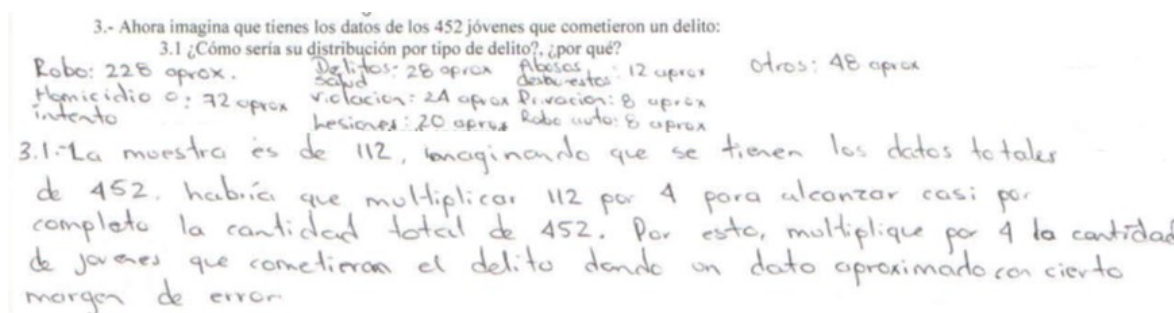 3.- Ahora imagina que tienes los datos de los 452 jóvenes que cometieron un delito:
3.1 ¿Cómo sería su distribución por tipo de delito?, ¿por qué?
Robo: 228 aprox.
Homicidio o: 72 aprox
intento
Delitos: 28 aprox
salud
violacion: 24 aprox
Lesiones: 20 aprox
Abusos : 12 aprox
deshonestos
Privacion: 8 aprox
Robo auto: 8 aprox
otros: 48 aprox
3.1.-La muestra es de 112, imaginando que se tienen los datos totales
de 452. habría que multiplicar 112 por 4 para alcanzar casi por
completo la cantidad total de 452. Por esto, multiplique por 4 la cantidad
de jovenes que cometieron el delito dando un dato aproximado con cierto
margen de error.